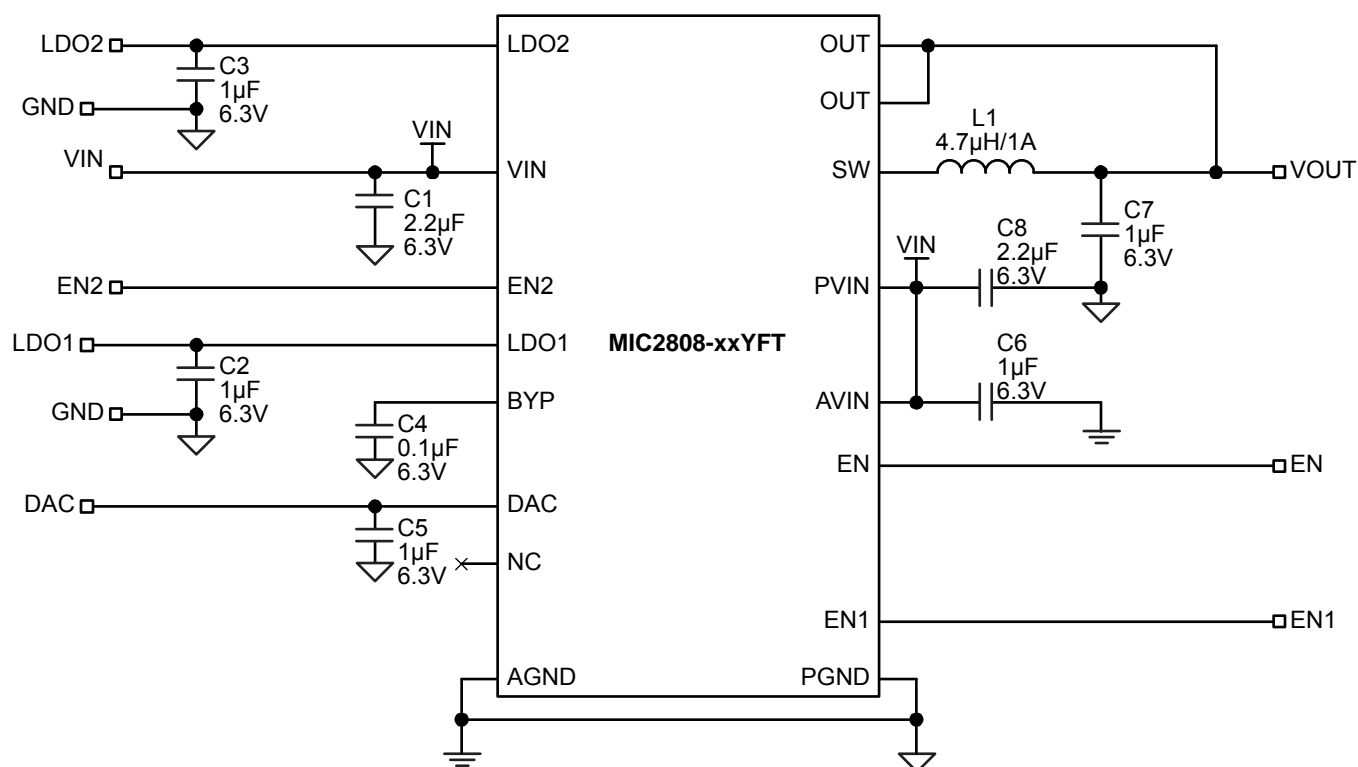 LDO2
C3
1µF
6.3V
GND
VIN
VIN
C1
2.2µF
6.3V
EN2
LDO1
C2
1µF
6.3V
GND
C4
0.1µF
6.3V
DAC
C5
1µF
6.3V
LDO2
VIN
EN2
LDO1
BYP
DAC
NC
AGND
MIC2808-xxYFT
OUT
OUT
SW
PVIN
AVIN
EN
EN1
PGND
L1
4.7µH/1A
VOUT
C7
1µF
6.3V
VIN
C8
2.2µF
6.3V
C6
1µF
6.3V
EN
EN1